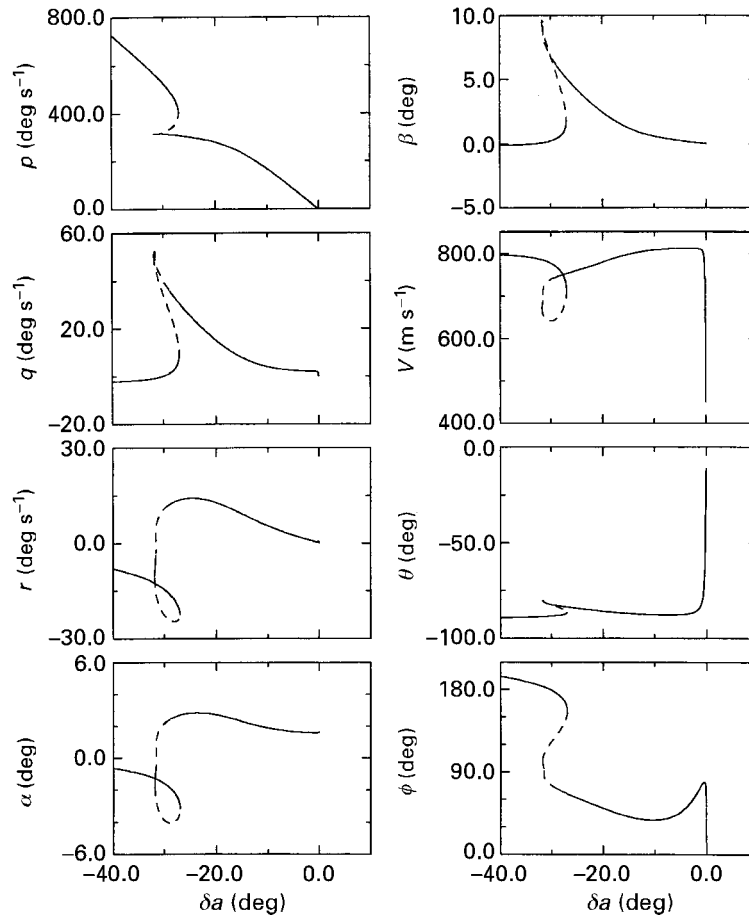 800.0
400.0
0.0
p (deg s⁻¹)
10.0
5.0
0.0
−5.0
β (deg)
60.0
20.0
−20.0
q (deg s⁻¹)
800.0
600.0
400.0
V (m s⁻¹)
30.0
0.0
−30.0
r (deg s⁻¹)
0.0
−50.0
−100.0
θ (deg)
6.0
0.0
−6.0
α (deg)
−40.0 −20.0 0.0
δa (deg)
180.0
90.0
0.0
ϕ (deg)
−40.0 −20.0 0.0
δa (deg)